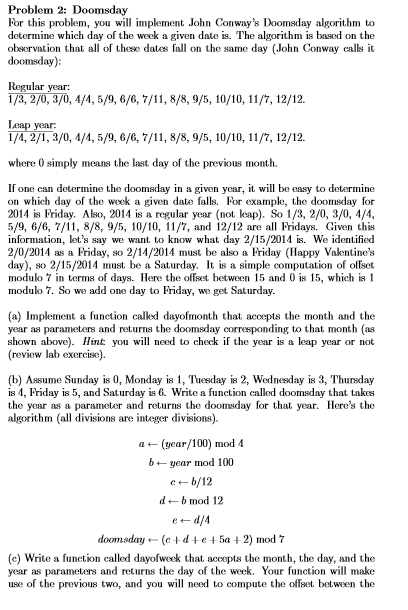 Problem 2: Doomsday
For this problem, you will implement John Conway's Doomsday algorithm to
determine which day of the week a given date is. The algorithm is based on the
observation that all of these dates fall on the same day (John Conway calls it
doomsday):
Regular year:
1/3, 2/0, 3/0, 4/4, 5/9, 6/6, 7/11, 8/8, 9/5, 10/10, 11/7, 12/12.
Leap year:
1/4, 2/1, 3/0, 4/4, 5/9, 6/6, 7/11, 8/8, 9/5, 10/10, 11/7, 12/12.
where 0 simply means the last day of the previous month.
If one can determine the doomsday in a given year, it will be easy to determine
on which day of the week a given date falls. For example, the doomsday for
2014 is Friday. Also, 2014 is a regular year (not leap). So 1/3, 2/0, 3/0, 4/4,
5/9, 6/6, 7/11, 8/8, 9/5, 10/10, 11/7, and 12/12 are all Fridays. Given this
information, let's say we want to know what day 2/15/2014 is. We identified
2/0/2014 as a Friday, so 2/14/2014 must be also a Friday (Happy Valentine's
day), so 2/15/2014 must be a Saturday. It is a simple computation of offset
modulo 7 in terms of days. Here the offset between 15 and 0 is 15, which is 1
modulo 7. So we add one day to Friday, we get Saturday.
(a) Implement a function called dayofmonth that accepts the month and the
year as parameters and returns the doomsday corresponding to that month (as
shown above). Hint: you will need to check if the year is a leap year or not
(review lab exercise).
(b) Assume Sunday is 0, Monday is 1, Tuesday is 2, Wednesday is 3, Thursday
is 4, Friday is 5, and Saturday is 6. Write a function called doomsday that takes
the year as a parameter and returns the doomsday for that year. Here's the
algorithm (all divisions are integer divisions).
a ← (year/100) mod 4
b ← year mod 100
c ← b/12
d ← b mod 12
e ← d/4
doomsday ← (c + d + e + 5a + 2) mod 7
(c) Write a function called dayofweek that accepts the month, the day, and the
year as parameters and returns the day of the week. Your function will make
use of the previous two, and you will need to compute the offset between the